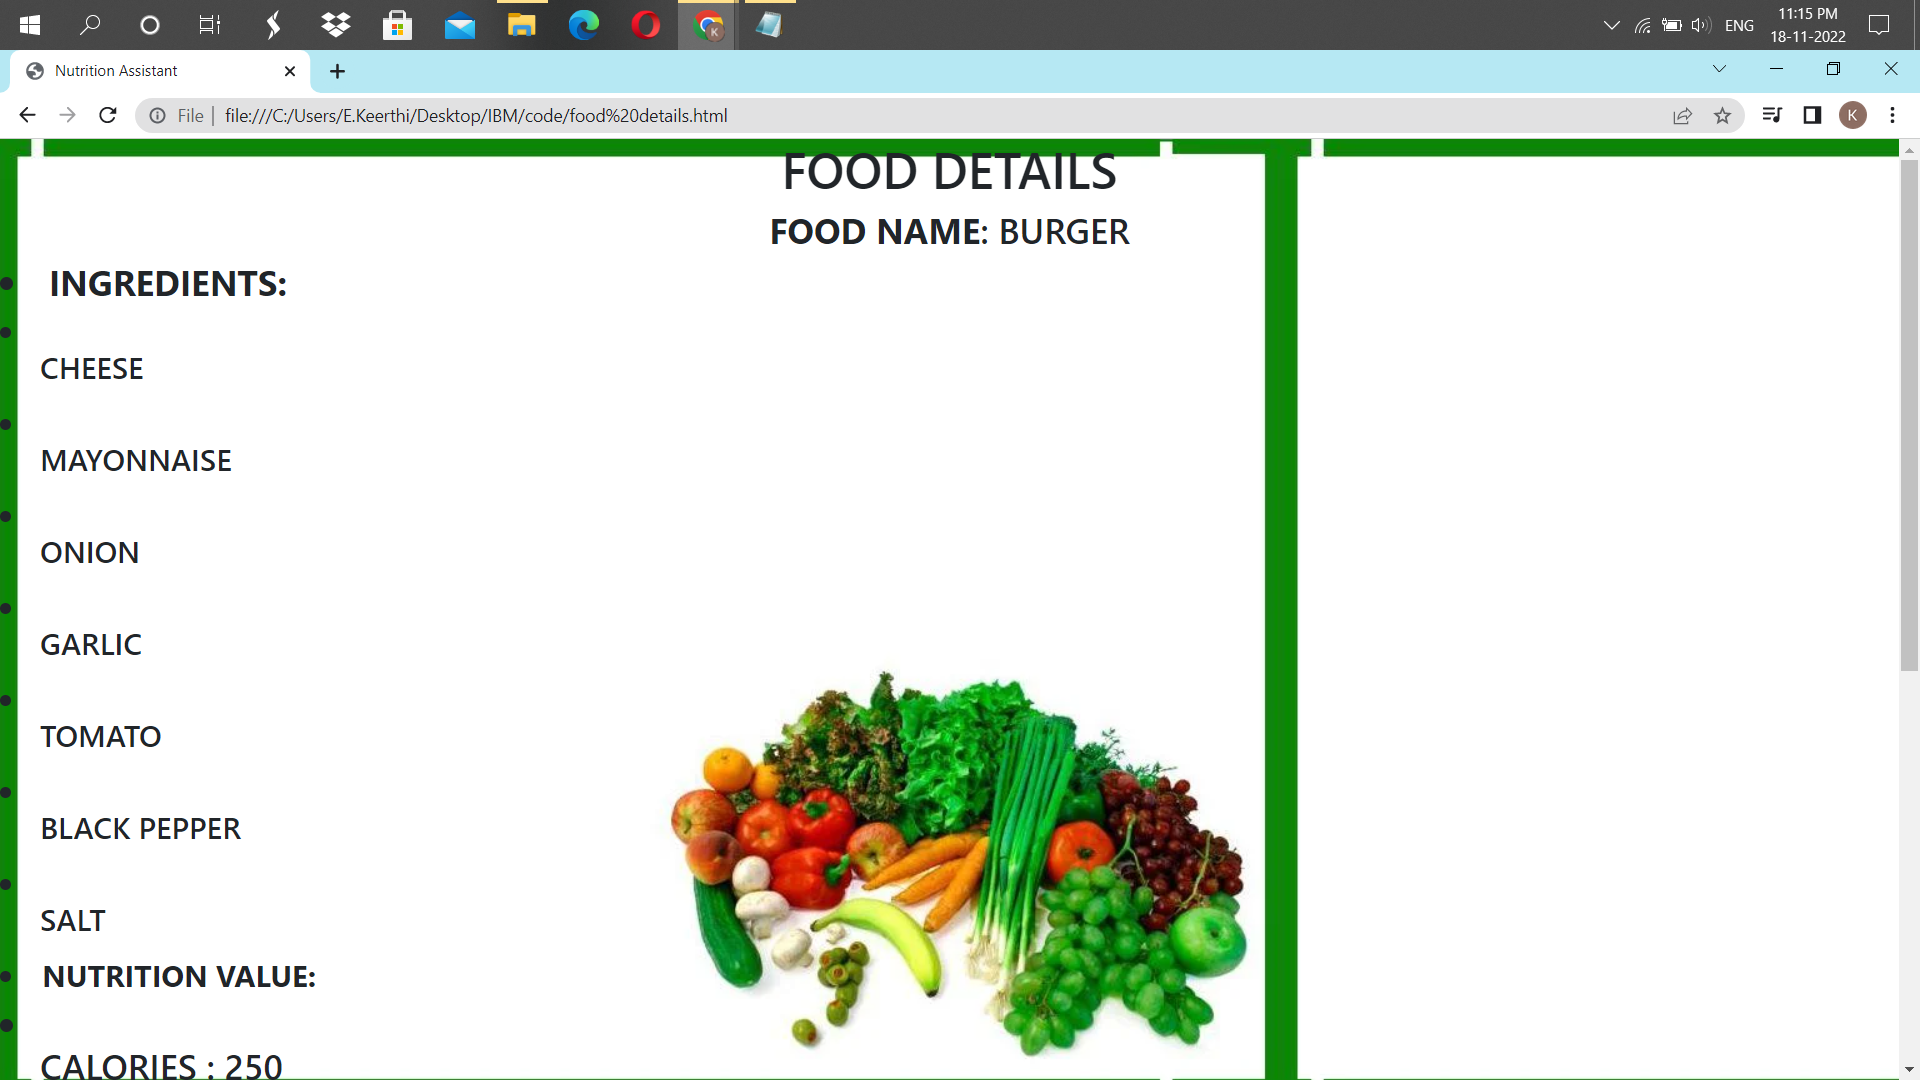 ENG
11:15 PM
18-11-2022
Nutrition Assistant
File | file:///C:/Users/E.Keerthi/Desktop/IBM/code/food%20details.html
K
FOOD DETAILS
FOOD NAME: BURGER
INGREDIENTS:
CHEESE
MAYONNAISE
ONION
GARLIC
TOMATO
BLACK PEPPER
SALT
NUTRITION VALUE:
CALORIES : 250